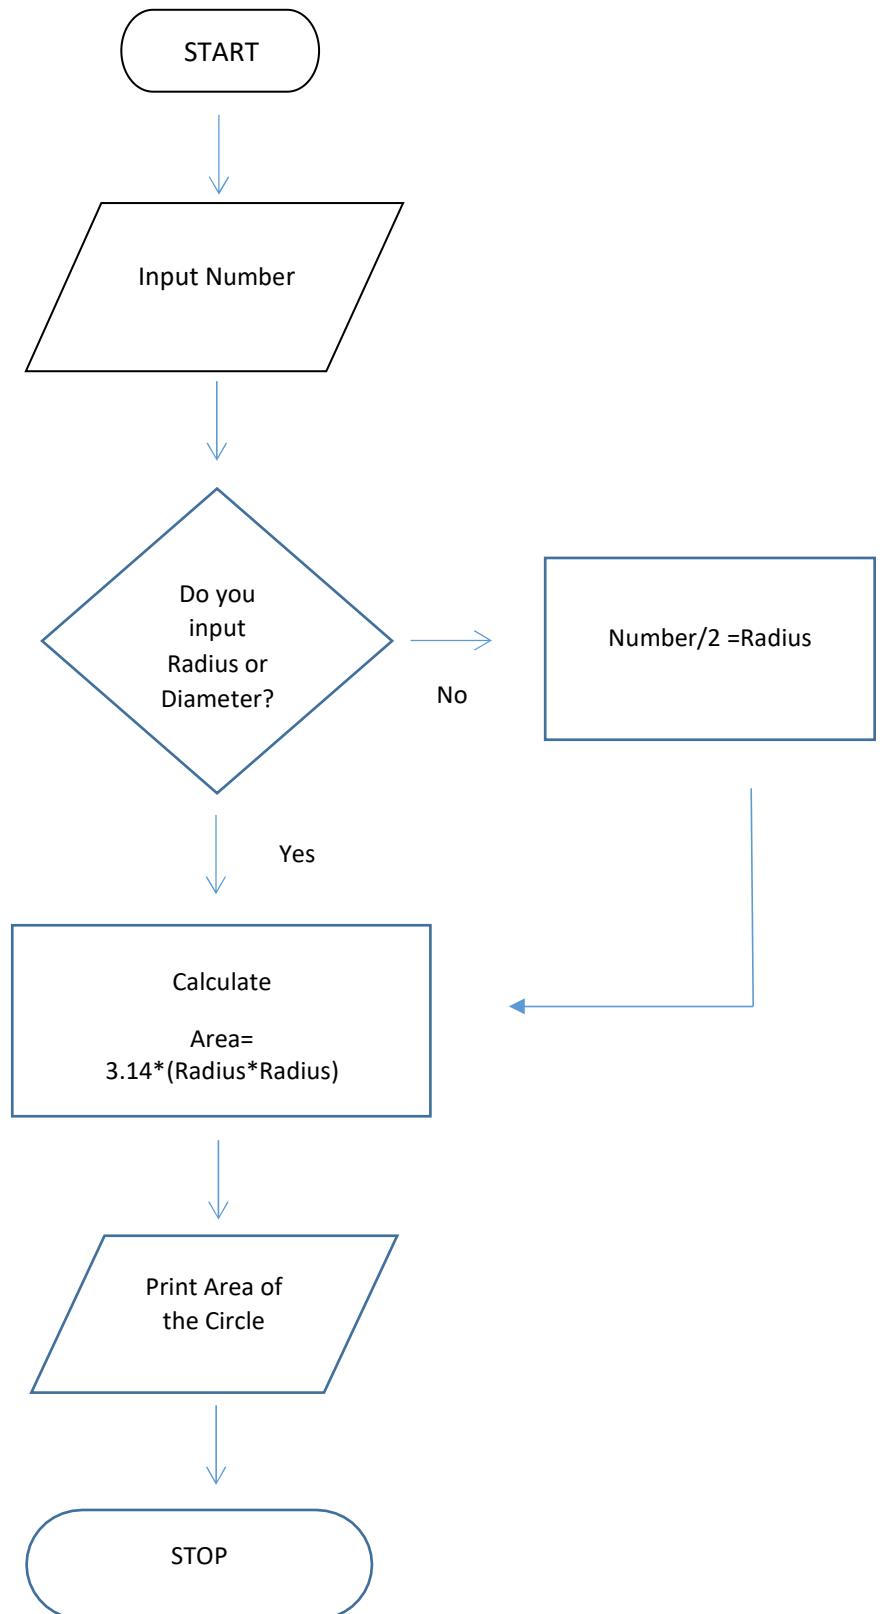 START
Input Number
Do you
input
Radius or
Diameter?
No
Number/2 =Radius
Yes
Calculate
Area=
3.14*(Radius*Radius)
Print Area of
the Circle
STOP